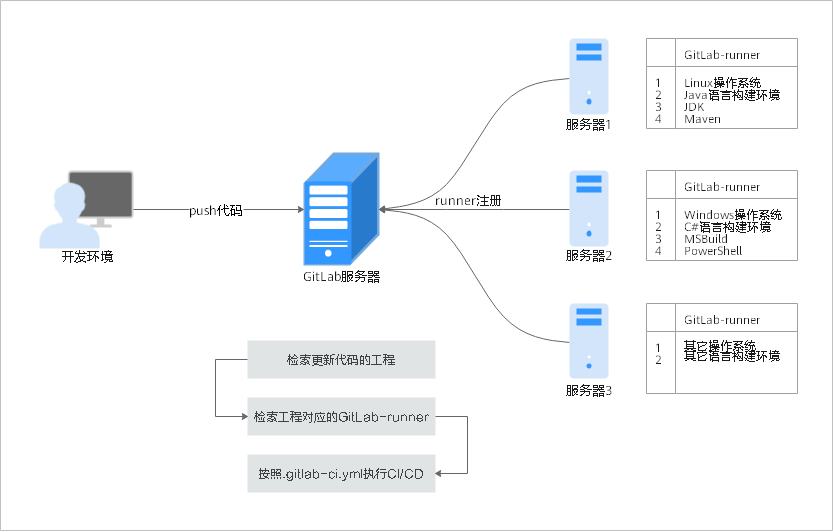 GitLab-runner
1 Linux操作系统
2 Java语言构建环境
3 JDK
4 Maven
服务器1
push代码
runner注册
GitLab-runner
1 Windows操作系统
2 C#语言构建环境
3 MSBuild
4 PowerShell
开发环境
GitLab服务器
服务器2
GitLab-runner
1 其它操作系统
2 其它语言构建环境
服务器3
检索更新代码的工程
检索工程对应的GitLab-runner
按照.gitlab-ci.yml执行CI/CD